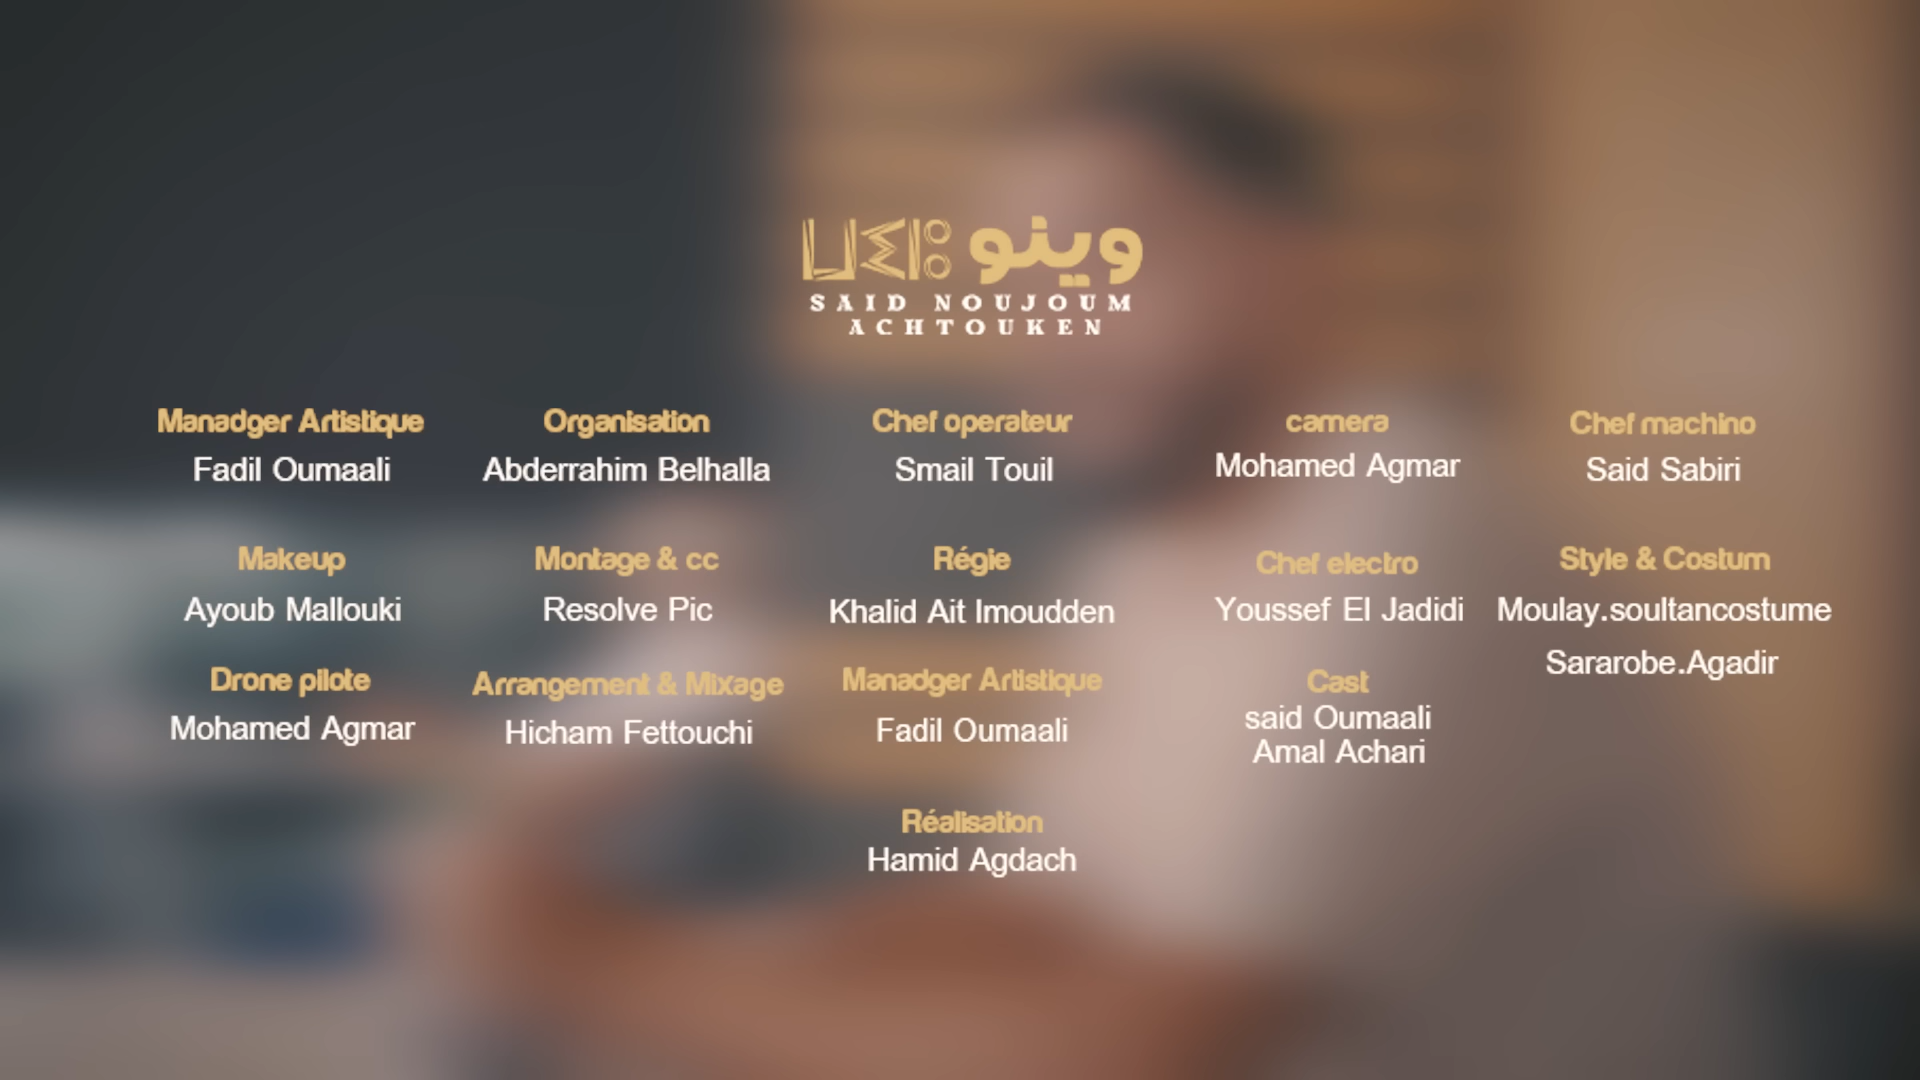 ⵡⵉⵏⵓ وينو
SAID NOUJOUM
ACHTOUKEN
Manadger Artistique
Fadil Oumaali
Organisation
Abderrahim Belhalla
Chef operateur
Smail Touil
camera
Mohamed Agmar
Chef machino
Said Sabiri
Makeup
Ayoub Mallouki
Montage & cc
Resolve Pic
Régie
Khalid Ait Imoudden
Chef electro
Youssef El Jadidi
Style & Costum
Moulay.soultancostume
Sararobe.Agadir
Drone pilote
Mohamed Agmar
Arrangement & Mixage
Hicham Fettouchi
Manadger Artistique
Fadil Oumaali
Cast
said Oumaali
Amal Achari
Réalisation
Hamid Agdach